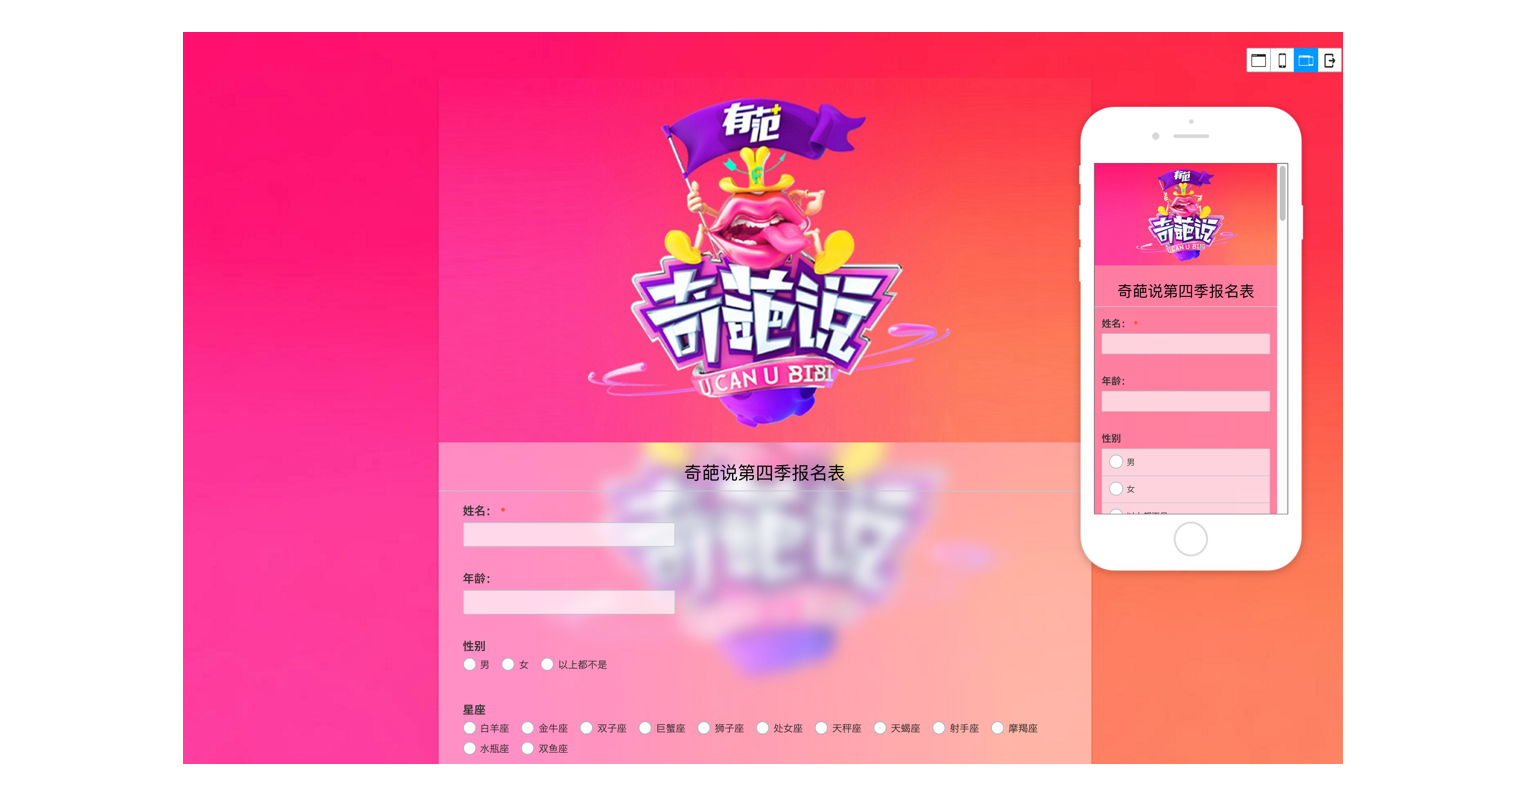 有范
奇葩说
U CAN U BIBI
奇葩说第四季报名表
姓名： *
年龄：
性别
男 女 以上都不是
星座
白羊座 金牛座 双子座 巨蟹座 狮子座 处女座 天秤座 天蝎座 射手座 摩羯座
水瓶座 双鱼座
有范
奇葩说
U CAN U BIBI
奇葩说第四季报名表
姓名： *
年龄：
性别
男
女